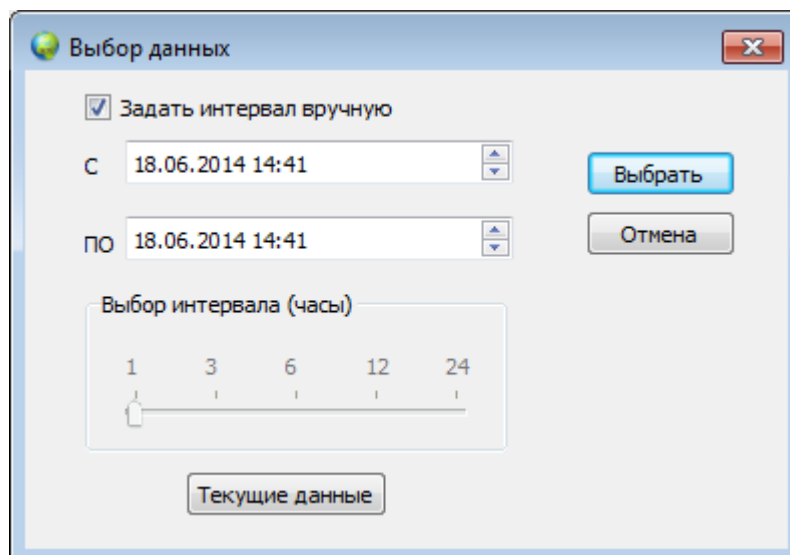 Выбор данных
Задать интервал вручную
С 18.06.2014 14:41
Выбрать
ПО 18.06.2014 14:41
Отмена
Выбор интервала (часы)
1 3 6 12 24
Текущие данные